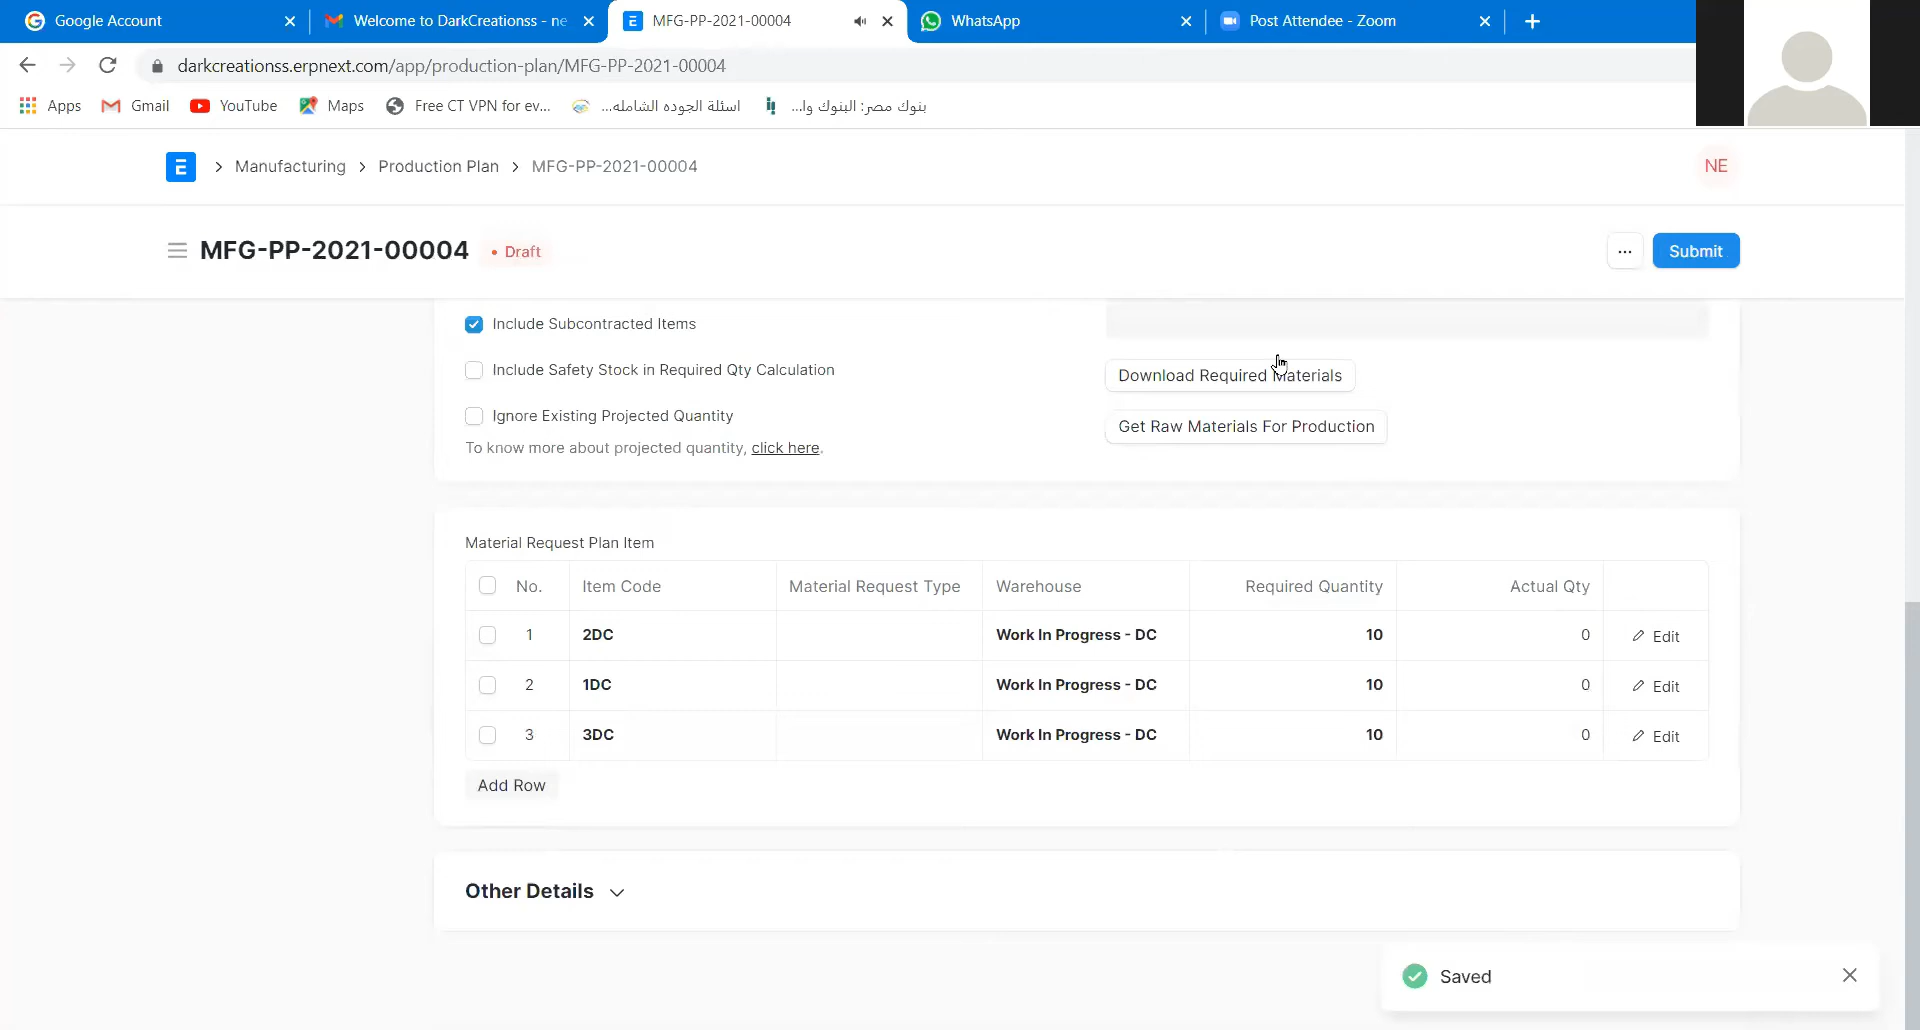 Google Account
Welcome to DarkCreationss - ne
MFG-PP-2021-00004
WhatsApp
Post Attendee - Zoom
darkcreationss.erpnext.com/app/production-plan/MFG-PP-2021-00004
Apps
Gmail
YouTube
Maps
Free CT VPN for ev...
اسئلة الجوده الشامله...
بنوك مصر: البنوك وا...
E > Manufacturing > Production Plan > MFG-PP-2021-00004
NE
MFG-PP-2021-00004 • Draft
... Submit
Include Subcontracted Items
Include Safety Stock in Required Qty Calculation
Download Required Materials
Ignore Existing Projected Quantity
Get Raw Materials For Production
To know more about projected quantity, click here.
Material Request Plan Item
No. Item Code Material Request Type Warehouse Required Quantity Actual Qty
1 2DC Work In Progress - DC 10 0 Edit
2 1DC Work In Progress - DC 10 0 Edit
3 3DC Work In Progress - DC 10 0 Edit
Add Row
Other Details
Saved